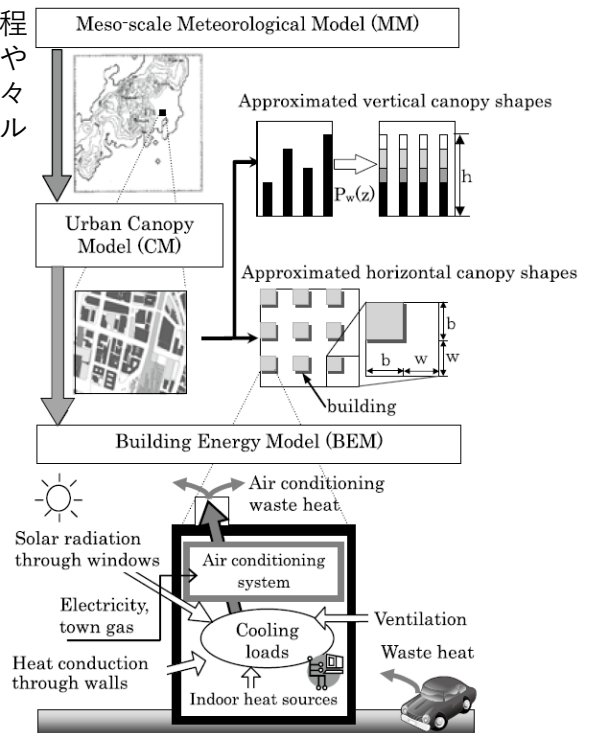 程
や
々
ル
Meso-scale Meteorological Model (MM)
Approximated vertical canopy shapes
Pw(z)
h
Urban Canopy
Model (CM)
Approximated horizontal canopy shapes
b
w
b
w
building
Building Energy Model (BEM)
Air conditioning
waste heat
Solar radiation
through windows
Air conditioning
system
Electricity,
town gas
Cooling
loads
Ventilation
Waste heat
Heat conduction
through walls
Indoor heat sources